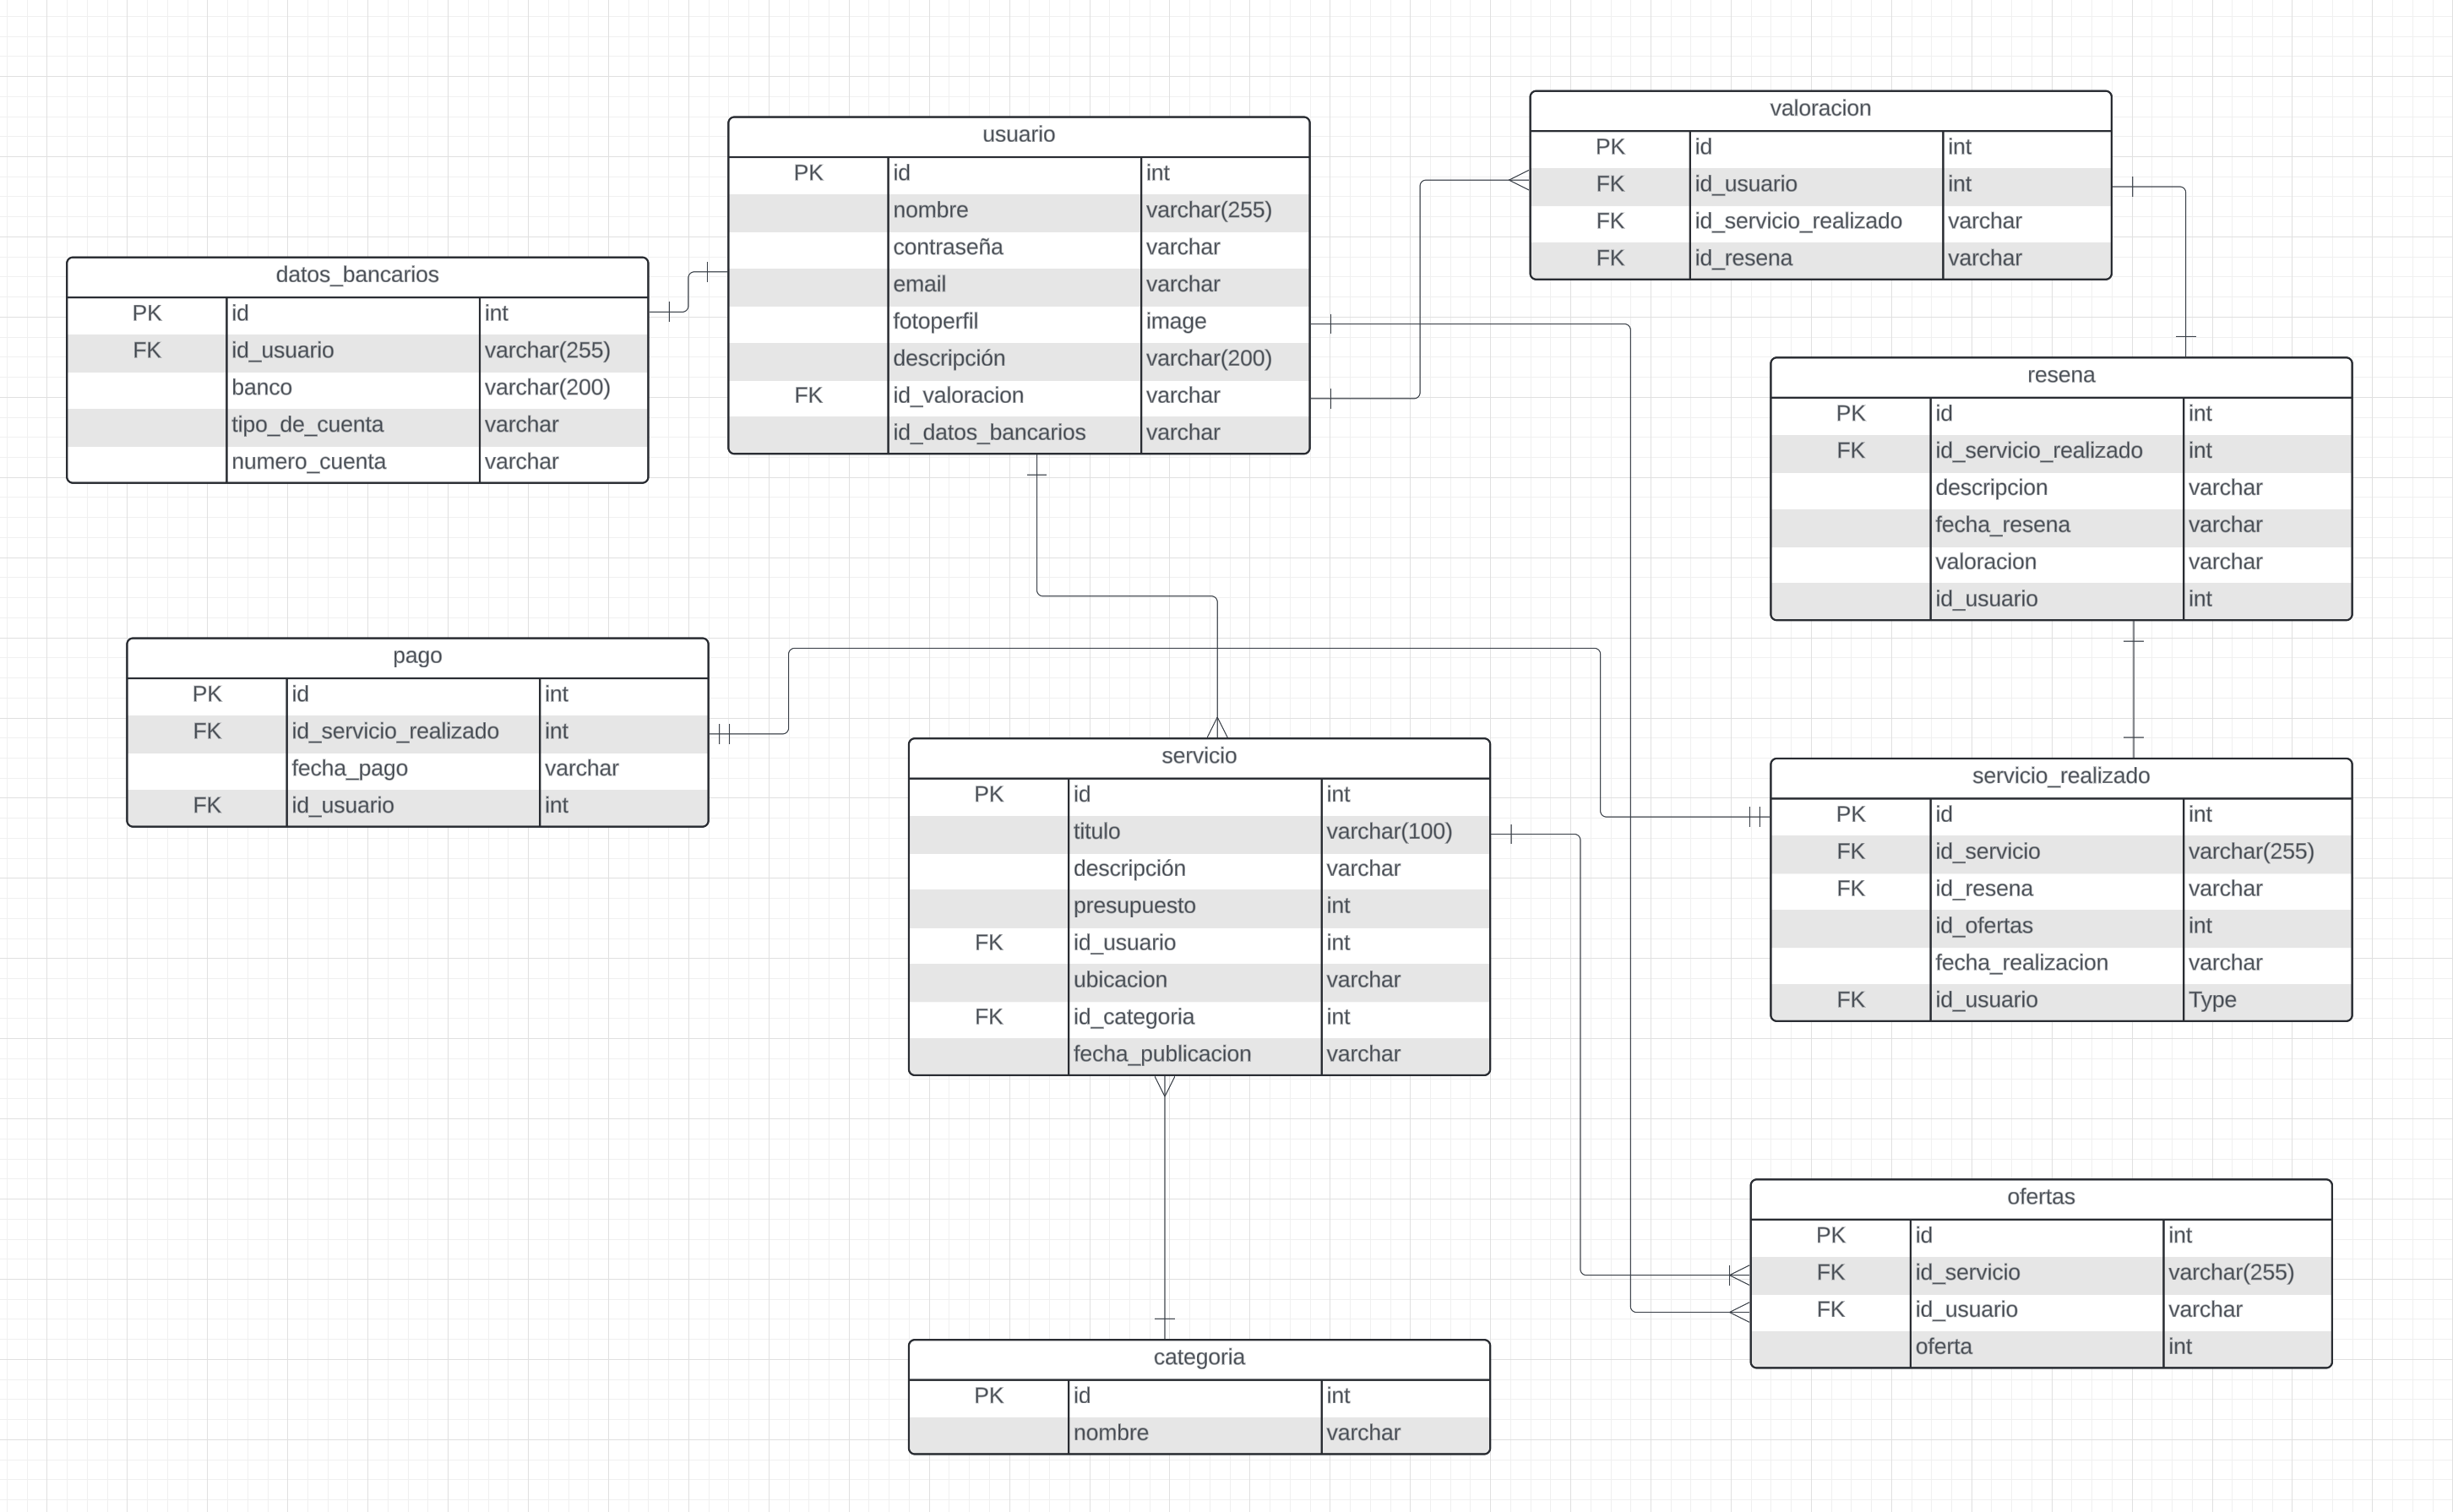 usuario
PK id int
nombre varchar(255)
contraseña varchar
email varchar
fotoperfil image
descripción varchar(200)
FK id_valoracion varchar
id_datos_bancarios varchar
valoracion
PK id int
FK id_usuario int
FK id_servicio_realizado varchar
FK id_resena varchar
datos_bancarios
PK id int
FK id_usuario varchar(255)
banco varchar(200)
tipo_de_cuenta varchar
numero_cuenta varchar
resena
PK id int
FK id_servicio_realizado int
descripcion varchar
fecha_resena varchar
valoracion varchar
id_usuario int
pago
PK id int
FK id_servicio_realizado int
fecha_pago varchar
FK id_usuario int
servicio
PK id int
titulo varchar(100)
descripción varchar
presupuesto int
FK id_usuario int
ubicacion varchar
FK id_categoria int
fecha_publicacion varchar
servicio_realizado
PK id int
FK id_servicio varchar(255)
FK id_resena varchar
id_ofertas int
fecha_realizacion varchar
FK id_usuario Type
ofertas
PK id int
FK id_servicio varchar(255)
FK id_usuario varchar
oferta int
categoria
PK id int
nombre varchar